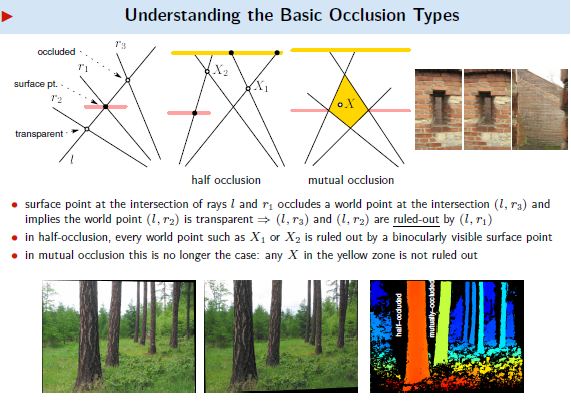 Understanding the Basic Occlusion Types
occluded
r3
r1
surface pt.
r2
transparent
l
X2
X1
X
half occlusion
mutual occlusion
surface point at the intersection of rays l and r1 occludes a world point at the intersection (l, r3) and
implies the world point (l, r2) is transparent ⇒ (l, r3) and (l, r2) are ruled-out by (l, r1)
in half-occlusion, every world point such as X1 or X2 is ruled out by a binocularly visible surface point
in mutual occlusion this is no longer the case: any X in the yellow zone is not ruled out
half-occluded
mutually-occluded